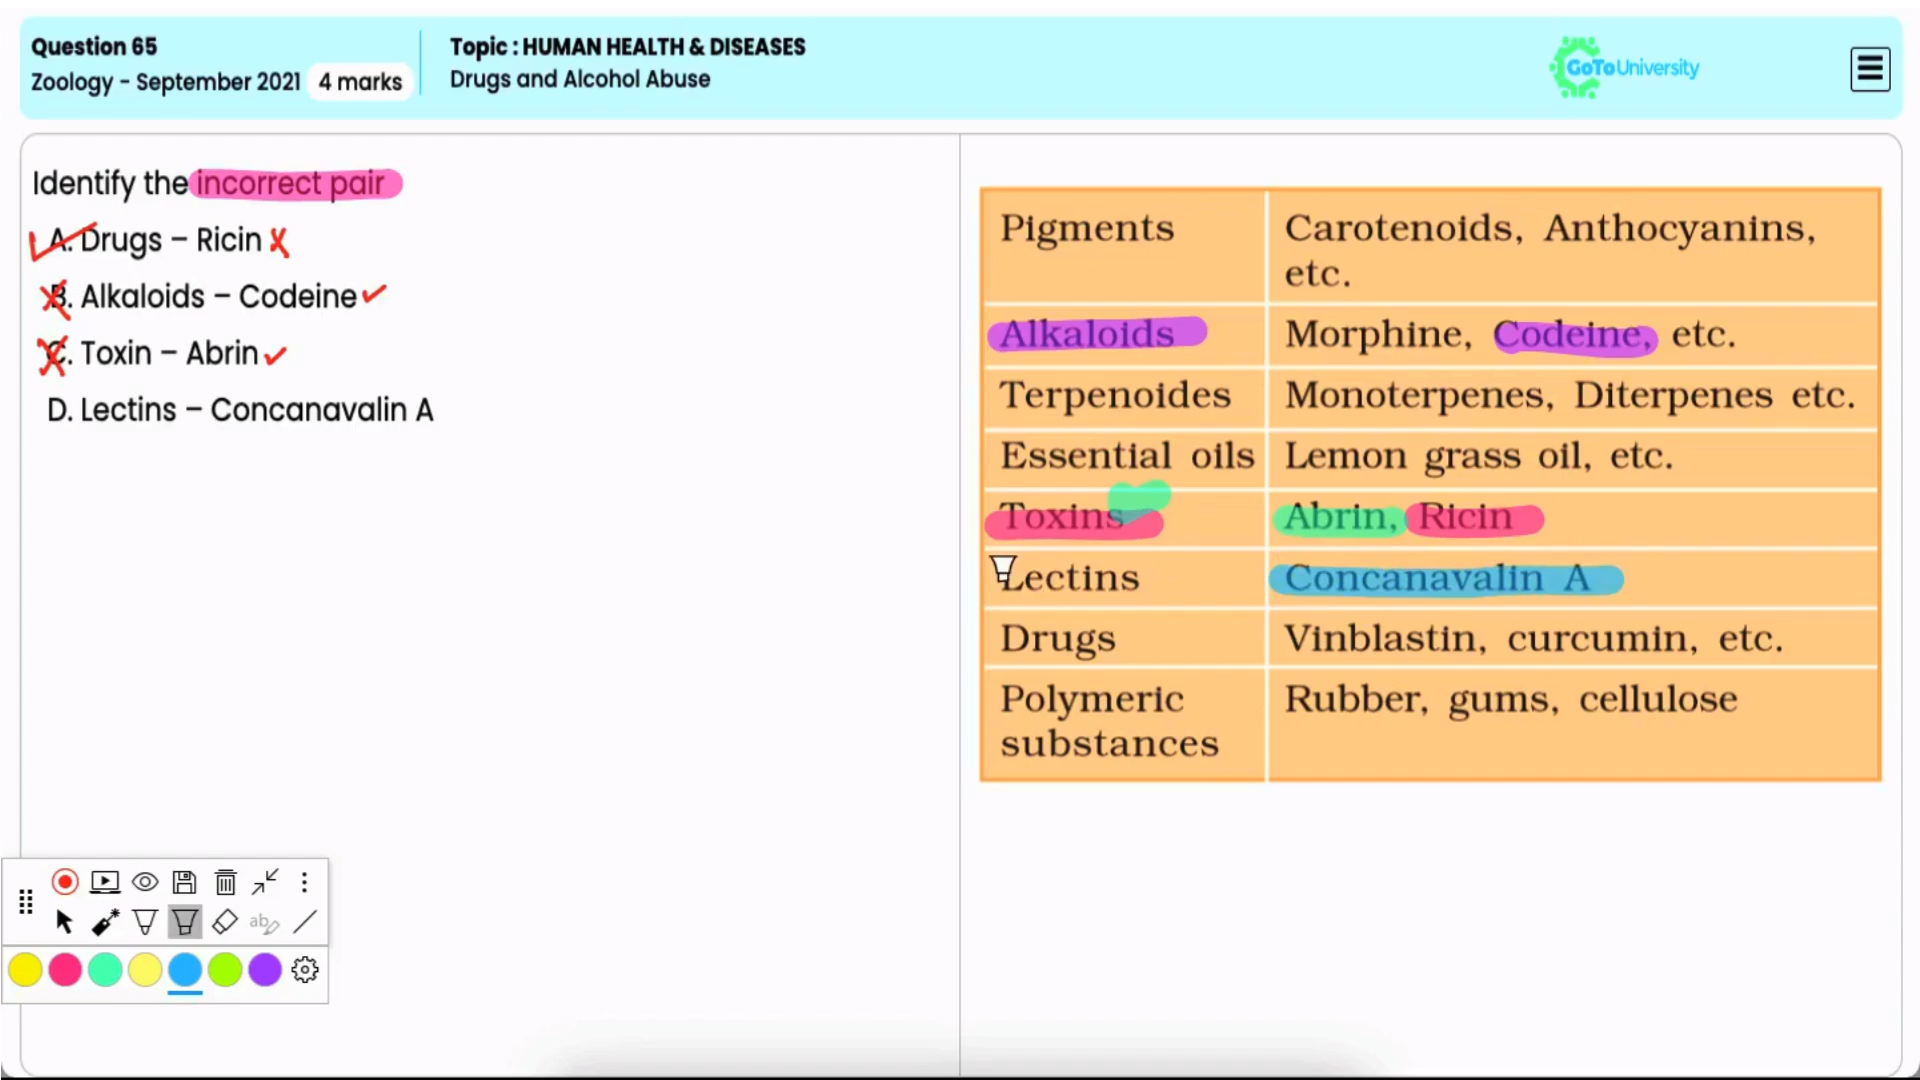 Question 65
Zoology - September 2021 4 marks
Topic : HUMAN HEALTH & DISEASES
Drugs and Alcohol Abuse
GoToUniversity
Identify the incorrect pair
A. Drugs – Ricin
B. Alkaloids – Codeine
C. Toxin – Abrin
D. Lectins – Concanavalin A
Pigments Carotenoids, Anthocyanins,
etc.
Alkaloids Morphine, Codeine, etc.
Terpenoides Monoterpenes, Diterpenes etc.
Essential oils Lemon grass oil, etc.
Toxins Abrin, Ricin
Lectins Concanavalin A
Drugs Vinblastin, curcumin, etc.
Polymeric Rubber, gums, cellulose
substances
ab